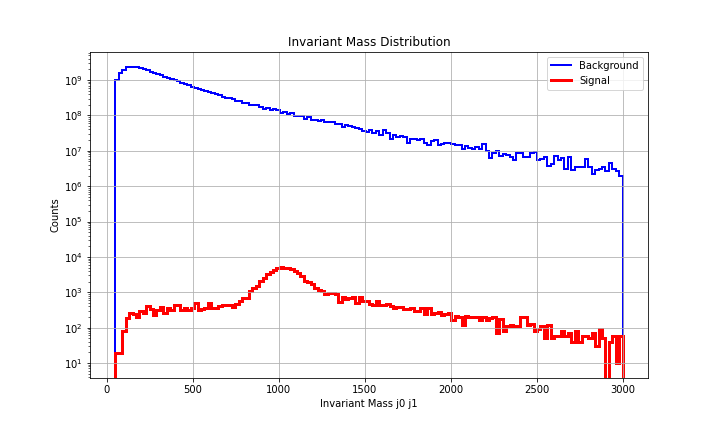 Invariant Mass Distribution
Background
Signal
Counts
10⁹
10⁸
10⁷
10⁶
10⁵
10⁴
10³
10²
10¹
0 500 1000 1500 2000 2500 3000
Invariant Mass j0 j1